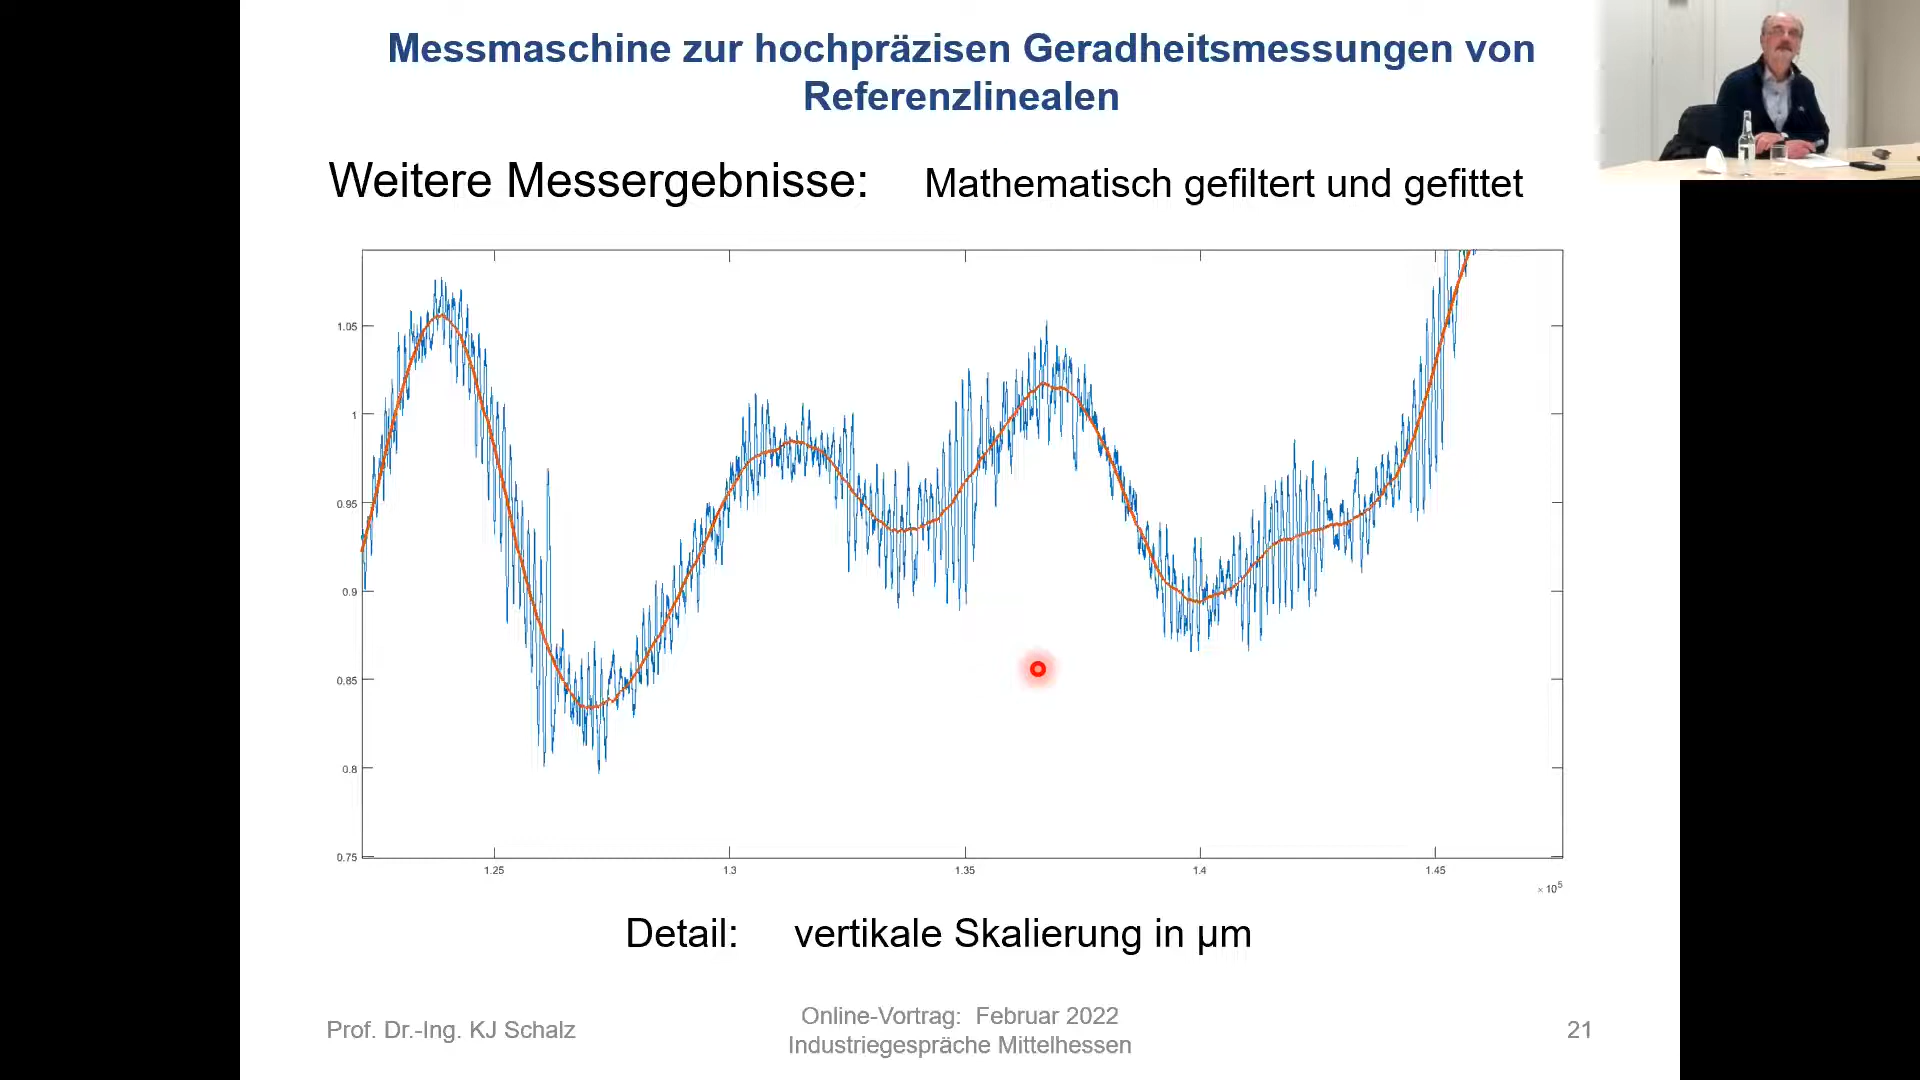 Messmaschine zur hochpräzisen Geradheitsmessungen von
Referenzlinealen
Weitere Messergebnisse: Mathematisch gefiltert und gefittet
1.05
1
0.95
0.9
0.85
0.8
0.75
1.25 1.3 1.35 1.4 1.45
× 10⁵
Detail: vertikale Skalierung in µm
Prof. Dr.-Ing. KJ Schalz
Online-Vortrag: Februar 2022
Industriegespräche Mittelhessen
21